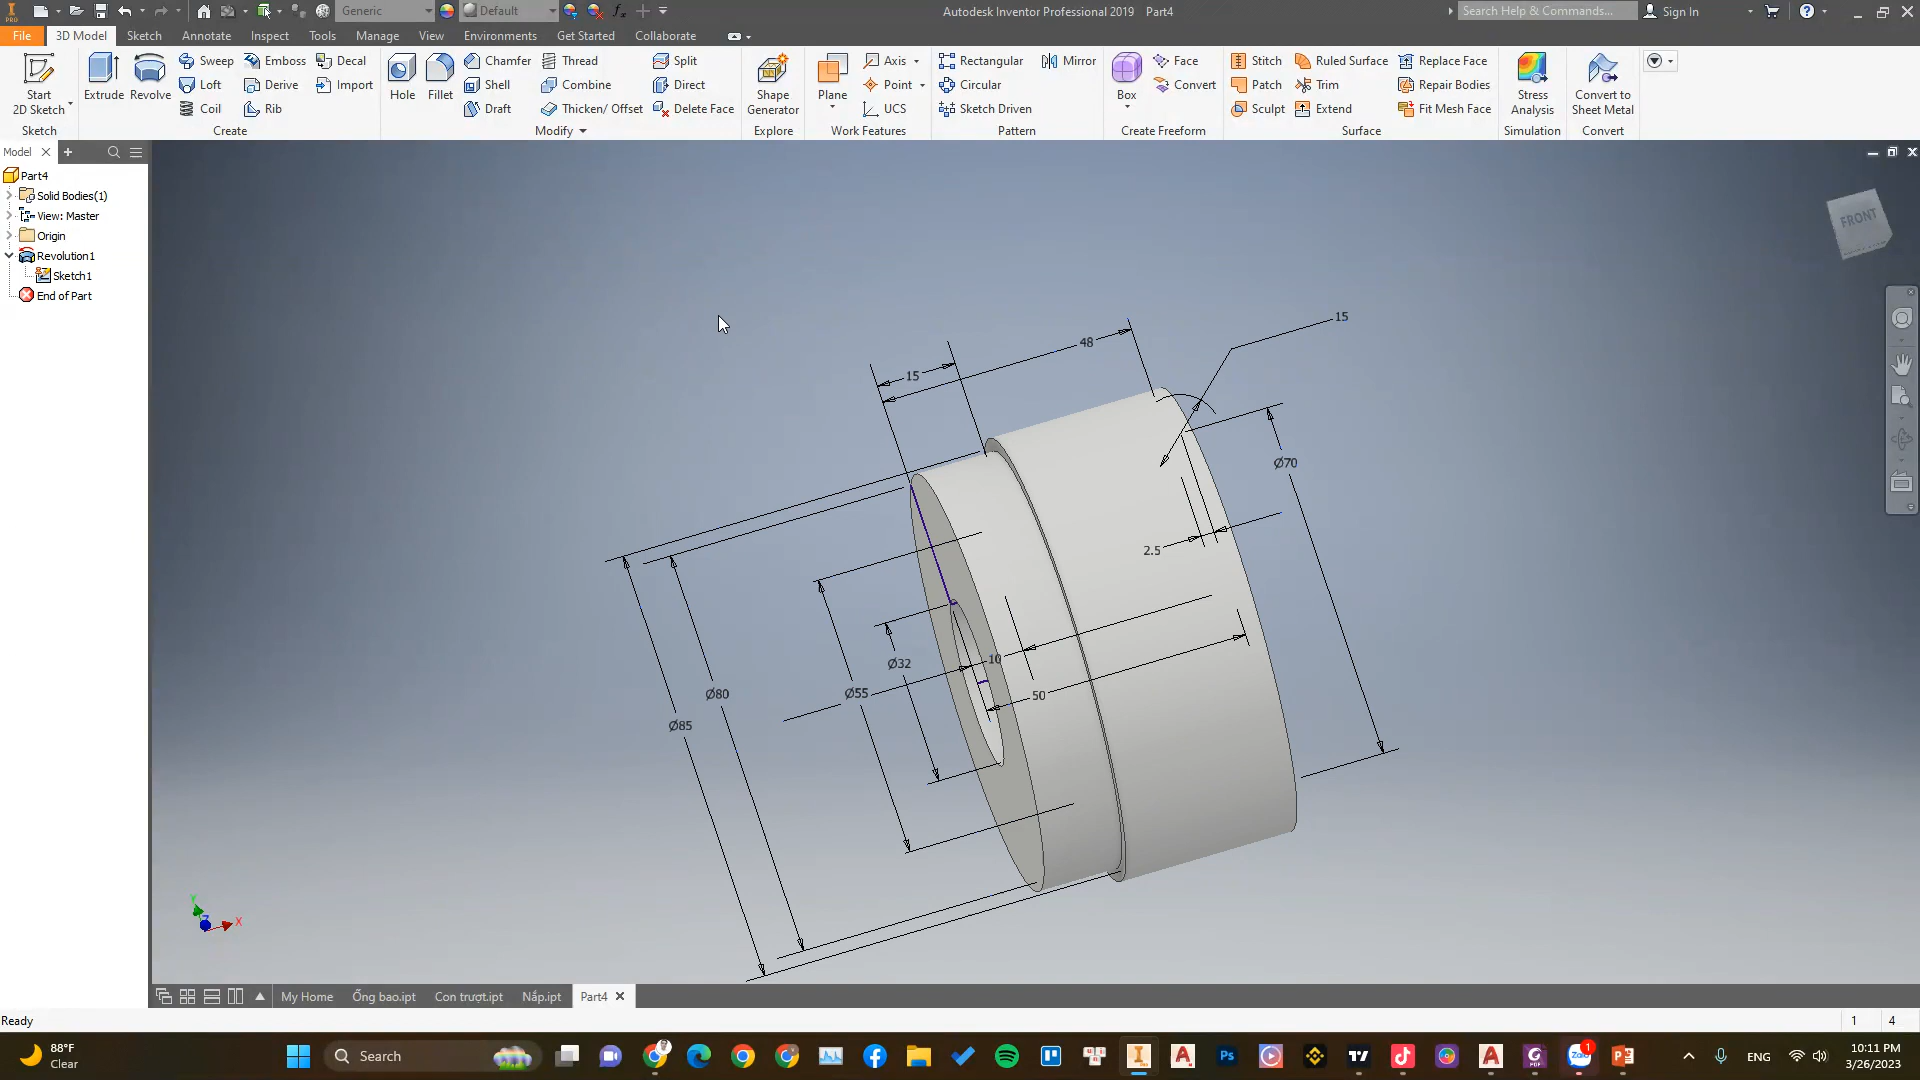 PRO
Generic
Default
Autodesk Inventor Professional 2019 Part4
Search Help & Commands...
Sign In
File
3D Model
Sketch
Annotate
Inspect
Tools
Manage
View
Environments
Get Started
Collaborate
Start
2D Sketch
Sketch
Extrude
Revolve
Sweep
Loft
Coil
Emboss
Derive
Rib
Decal
Import
Create
Hole
Fillet
Chamfer
Shell
Draft
Thread
Combine
Thicken/ Offset
Split
Direct
Delete Face
Modify
Shape
Generator
Explore
Plane
Axis
Point
UCS
Work Features
Rectangular
Circular
Sketch Driven
Mirror
Pattern
Box
Face
Convert
Create Freeform
Stitch
Patch
Sculpt
Ruled Surface
Trim
Extend
Replace Face
Repair Bodies
Fit Mesh Face
Surface
Stress
Analysis
Simulation
Convert to
Sheet Metal
Convert
Model
Part4
Solid Bodies(1)
View: Master
Origin
Revolution1
Sketch1
End of Part
FRONT
15
48
15
Ø70
2.5
10
Ø32
50
Ø55
Ø80
Ø85
Y
Z
X
My Home
Ống bao.ipt
Con trượt.ipt
Nắp.ipt
Part4
Ready
1
4
88°F
Clear
Search
Ps
Zalo
1
ENG
10:11 PM
3/26/2023